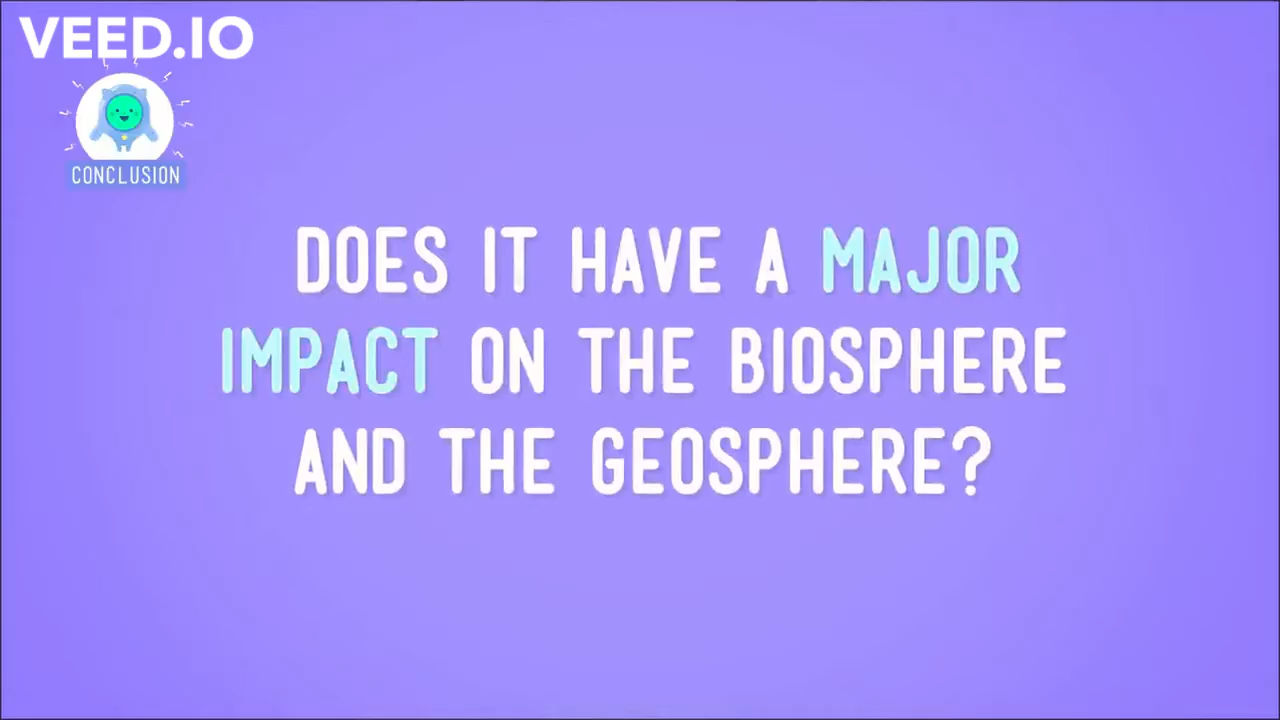 VEED.IO
CONCLUSION
DOES IT HAVE A MAJOR
IMPACT ON THE BIOSPHERE
AND THE GEOSPHERE?